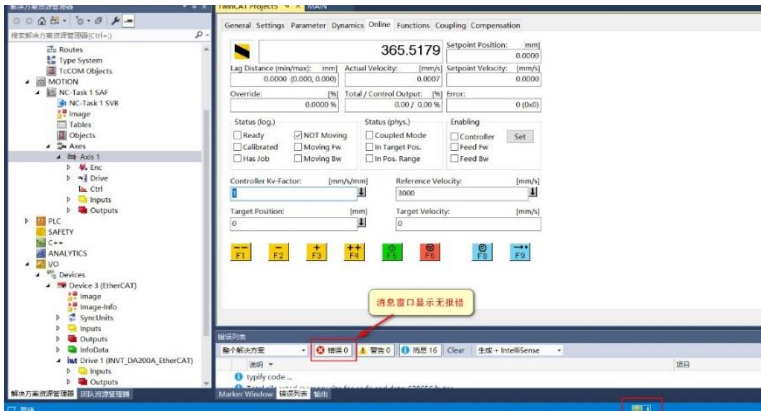 解决方案资源管理器
TwinCAT Project5
MAIN
搜索解决方案资源管理器(Ctrl+;)
Routes
Type System
TcCOM Objects
MOTION
NC-Task 1 SAF
NC-Task 1 SVB
Image
Tables
Objects
Axes
Axis 1
Enc
Drive
Ctrl
Inputs
Outputs
PLC
SAFETY
C++
ANALYTICS
I/O
Devices
Device 3 (EtherCAT)
Image
Image-Info
SyncUnits
Inputs
Outputs
InfoData
Drive 1 (INVT_DA200A_EtherCAT)
Inputs
Outputs
解决方案资源管理器 团队资源管理器
General Settings Parameter Dynamics Online Functions Coupling Compensation
365.5179
Setpoint Position: mm]
0.0000
Lag Distance (min/max): mm] Actual Velocity: [mm/s] Setpoint Velocity: [mm/s]
0.0000 (0.000, 0.000) 0.0007 0.0000
Override: [%] Total / Control Output: [%] Error:
0.0000 % 0.00 / 0.00 % 0 (0x0)
Status (log.) Status (phys.) Enabling
Ready NOT Moving Coupled Mode Controller Set
Calibrated Moving Fw In Target Pos. Feed Fw
Has Job Moving Bw In Pos. Range Feed Bw
Controller Kv-Factor: [mm/s/mm] Reference Velocity: [mm/s]
1 3000
Target Position: [mm] Target Velocity: [mm/s]
0 0
F1 F2 F3 F4 F5 F6 F8 F9
消息窗口显示无报错
错误列表
整个解决方案 错误 0 警告 0 消息 16 Clear 生成 + IntelliSense
说明 项目
typify code ...
Marker Window 错误列表 输出